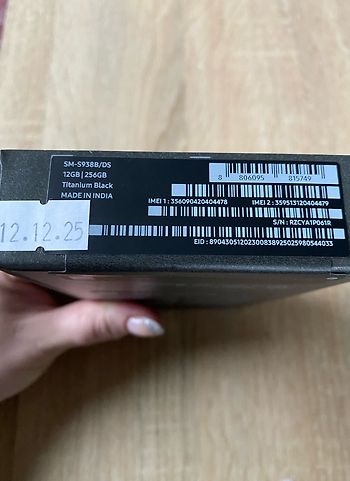 SM-S938B/DS
12GB | 256GB
Titanium Black
MADE IN INDIA
8 806095 815749
IMEI 1 : 356090420404478 IMEI 2 : 359513120404479
S/N : RZCYA1P061R
EID : 89043051202300838925025980544033
12.12.25